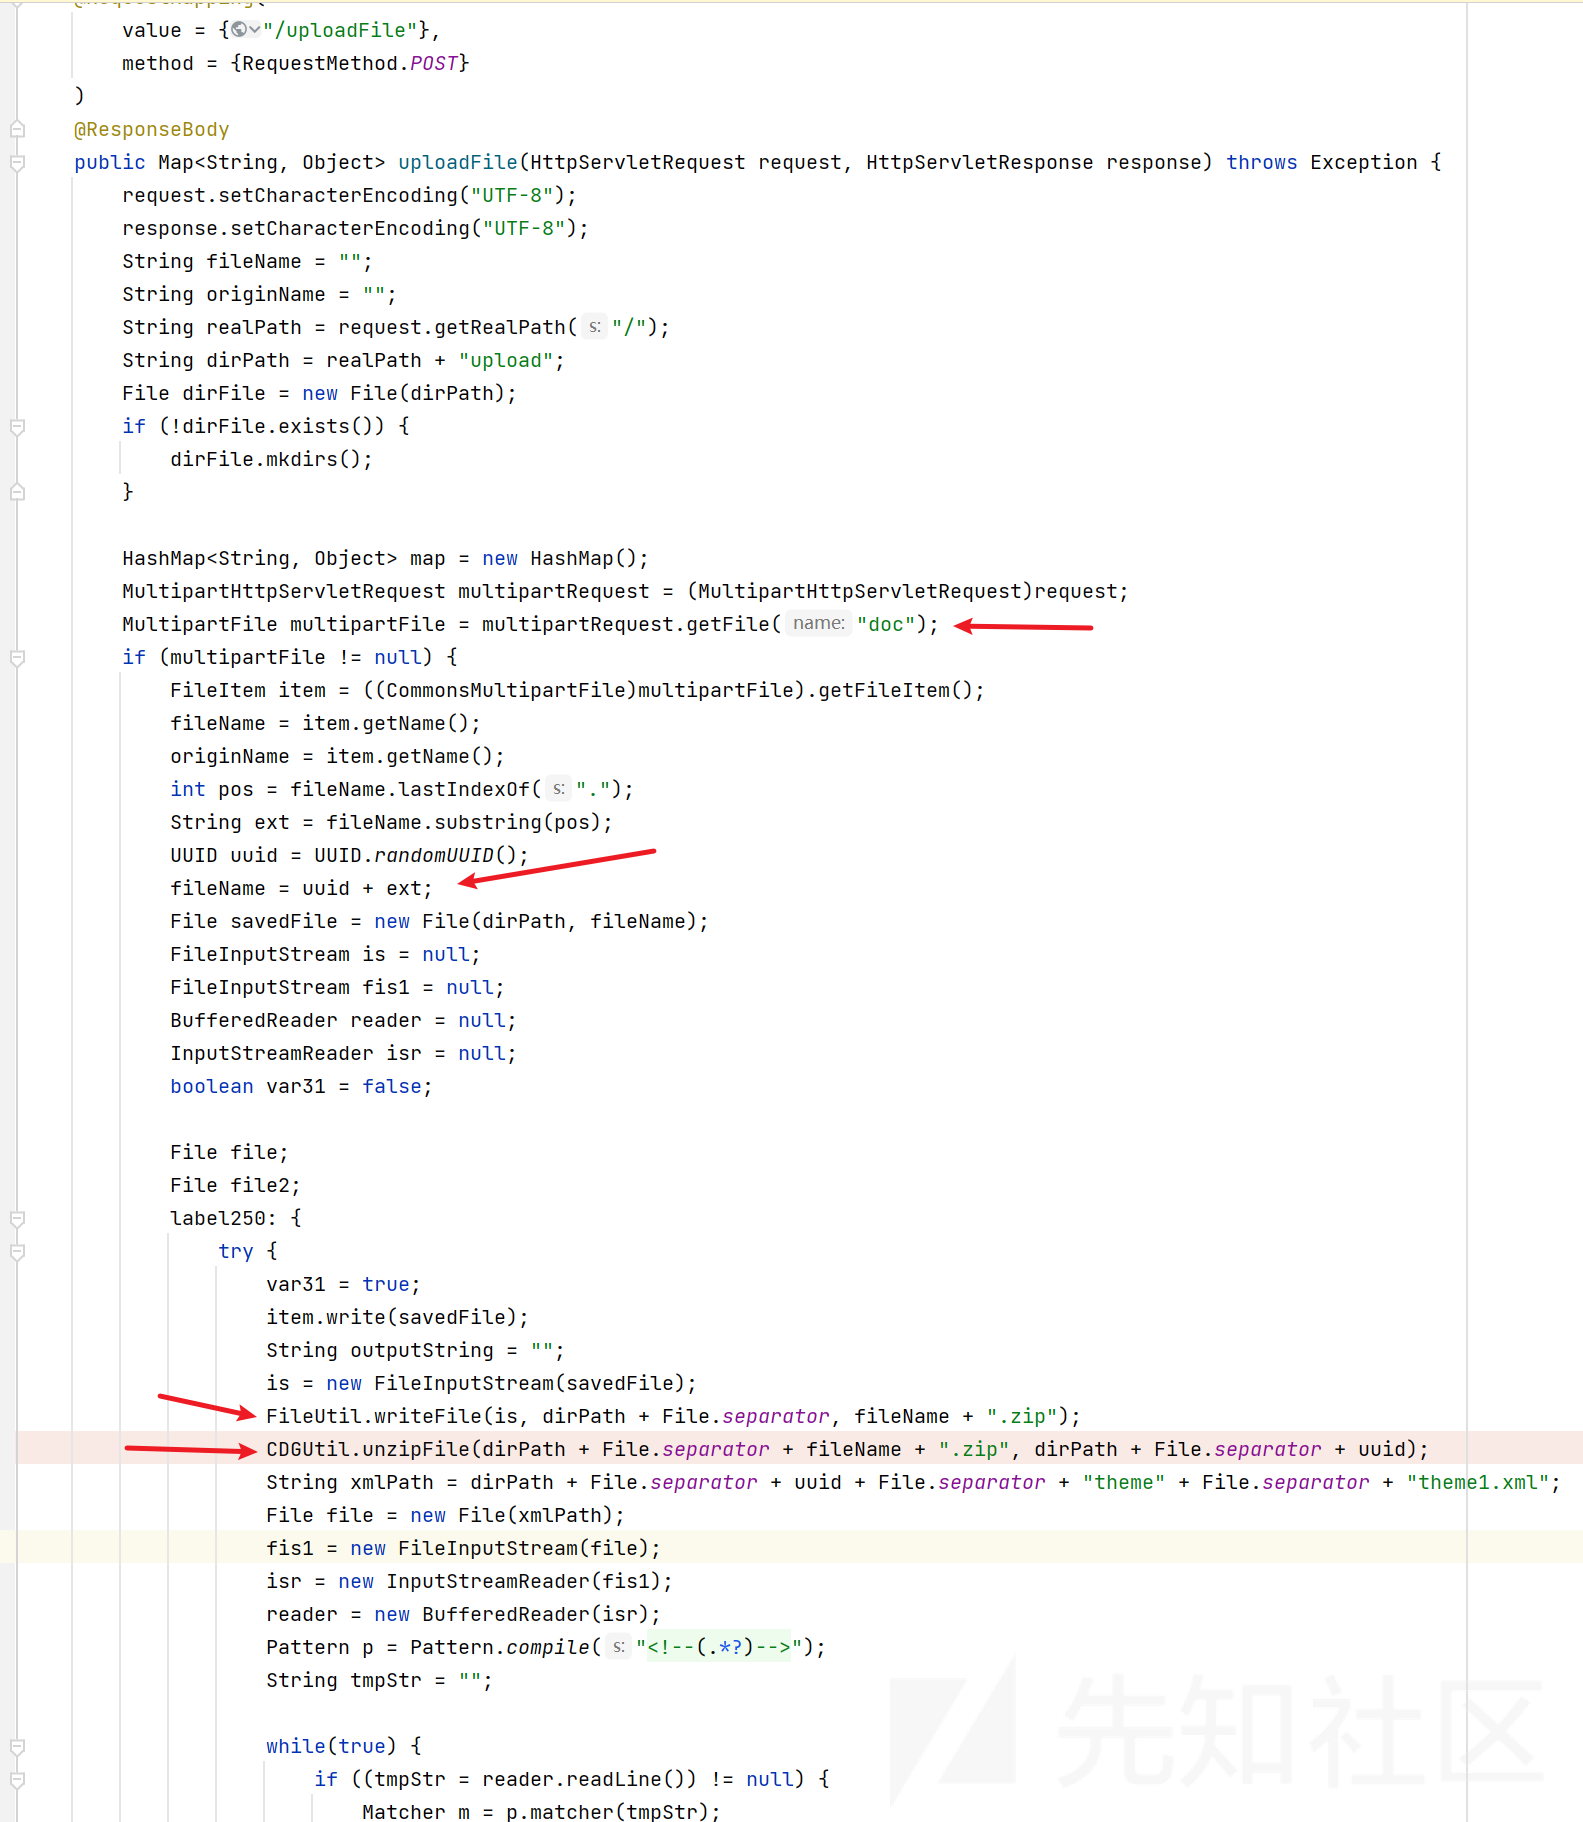 @RequestMapping(
value = {"/uploadFile"},
method = {RequestMethod.POST}
)
@ResponseBody
public Map<String, Object> uploadFile(HttpServletRequest request, HttpServletResponse response) throws Exception {
request.setCharacterEncoding("UTF-8");
response.setCharacterEncoding("UTF-8");
String fileName = "";
String originName = "";
String realPath = request.getRealPath( s: "/");
String dirPath = realPath + "upload";
File dirFile = new File(dirPath);
if (!dirFile.exists()) {
dirFile.mkdirs();
}
HashMap<String, Object> map = new HashMap();
MultipartHttpServletRequest multipartRequest = (MultipartHttpServletRequest)request;
MultipartFile multipartFile = multipartRequest.getFile( name: "doc");
if (multipartFile != null) {
FileItem item = ((CommonsMultipartFile)multipartFile).getFileItem();
fileName = item.getName();
originName = item.getName();
int pos = fileName.lastIndexOf( s: ".");
String ext = fileName.substring(pos);
UUID uuid = UUID.randomUUID();
fileName = uuid + ext;
File savedFile = new File(dirPath, fileName);
FileInputStream is = null;
FileInputStream fis1 = null;
BufferedReader reader = null;
InputStreamReader isr = null;
boolean var31 = false;
File file;
File file2;
label250: {
try {
var31 = true;
item.write(savedFile);
String outputString = "";
is = new FileInputStream(savedFile);
FileUtil.writeFile(is, dirPath + File.separator, fileName + ".zip");
CDGUtil.unzipFile(dirPath + File.separator + fileName + ".zip", dirPath + File.separator + uuid);
String xmlPath = dirPath + File.separator + uuid + File.separator + "theme" + File.separator + "theme1.xml";
File file = new File(xmlPath);
fis1 = new FileInputStream(file);
isr = new InputStreamReader(fis1);
reader = new BufferedReader(isr);
Pattern p = Pattern.compile( s: "<!--(.*?)-->");
String tmpStr = "";
while(true) {
if ((tmpStr = reader.readLine()) != null) {
Matcher m = p.matcher(tmpStr);
先知社区